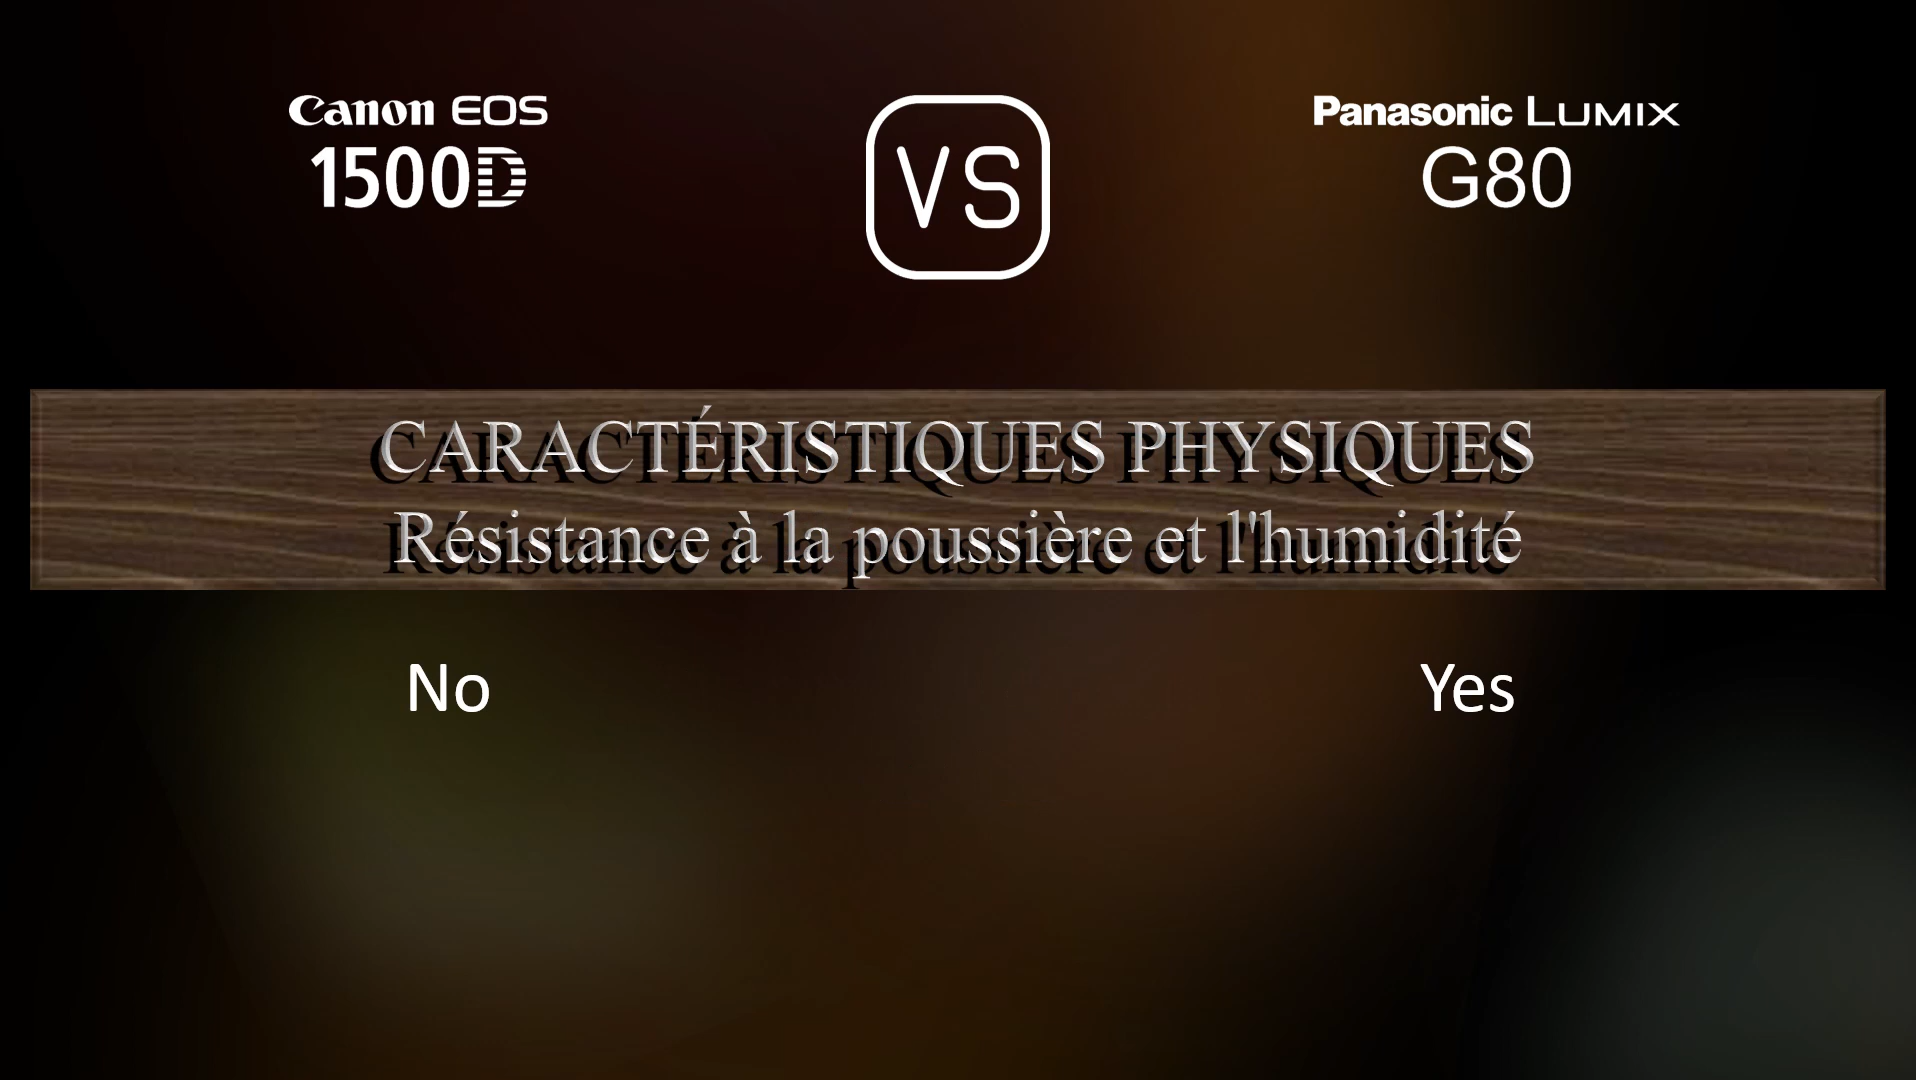 Canon EOS
1500D
VS
Panasonic LUMIX
G80
CARACTÉRISTIQUES PHYSIQUES
Résistance à la poussière et l'humidité
No
Yes